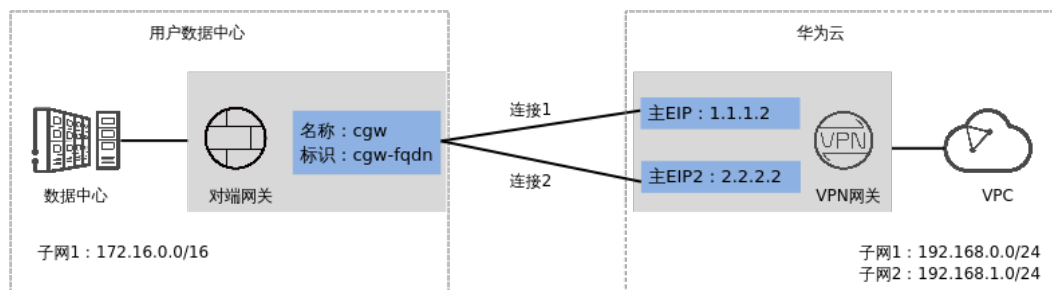 用户数据中心
华为云
名称：cgw
标识：cgw-fqdn
连接1
连接2
主EIP：1.1.1.2
主EIP2：2.2.2.2
VPN
数据中心
对端网关
VPN网关
VPC
子网1：172.16.0.0/16
子网1：192.168.0.0/24
子网2：192.168.1.0/24